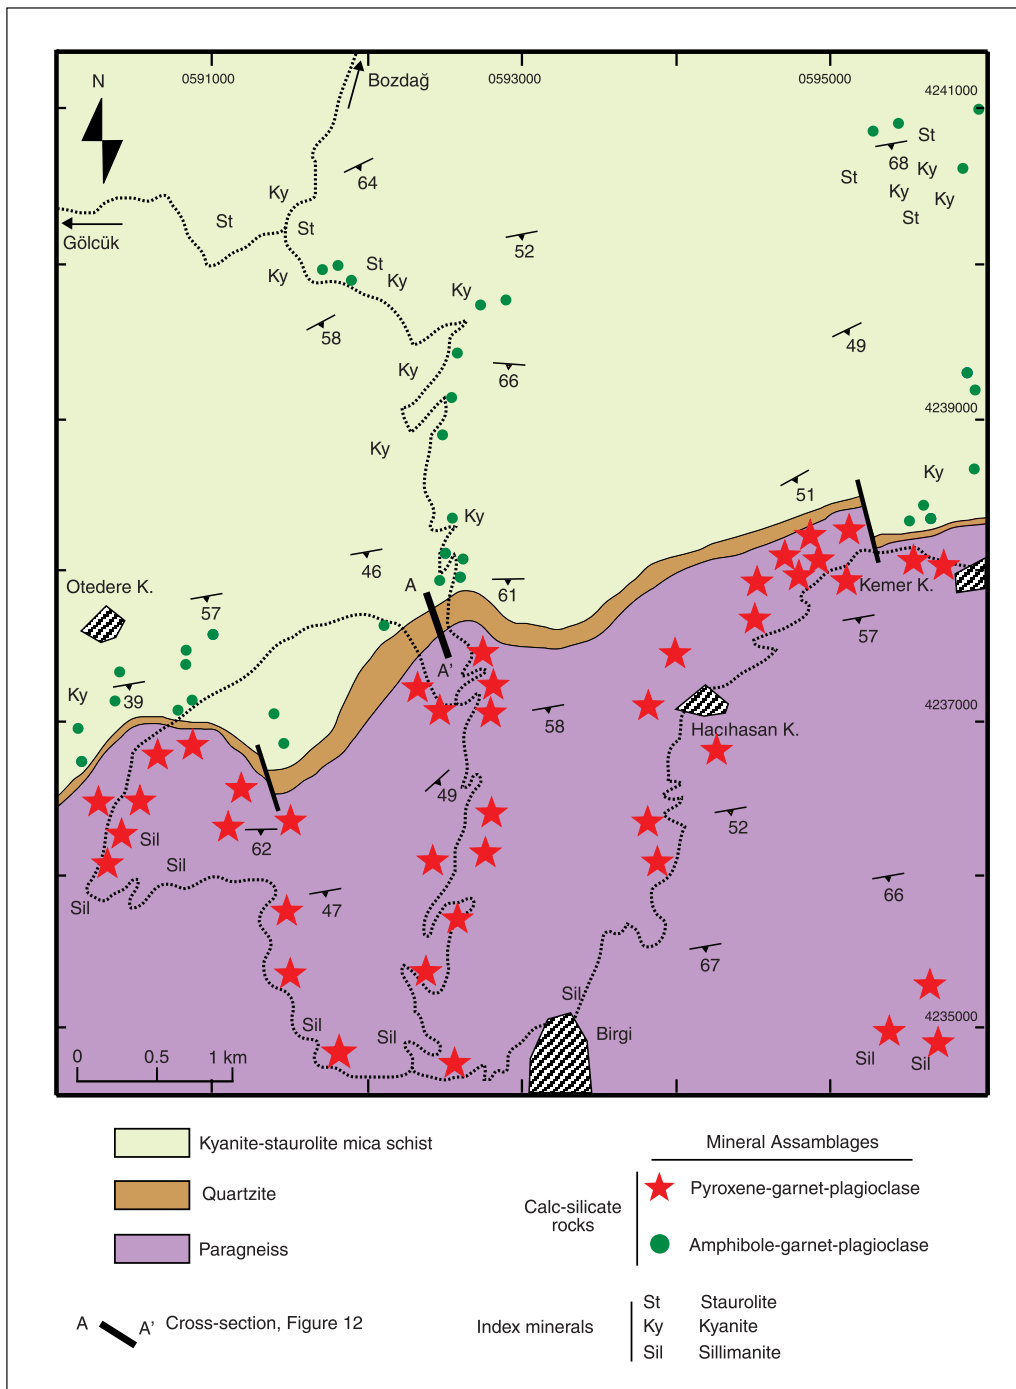 N
0591000
0593000
0595000
4241000
Bozdağ
St
68
St
Ky
Ky
Ky
St
64
Ky
St
St
Gölcük
52
St
Ky
Ky
Ky
58
49
Ky
66
4239000
Ky
Ky
51
Ky
46
A
61
Otedere K.
57
Kemer K.
57
A'
Ky
39
58
4237000
Hacıhasan K.
49
52
Sil
62
Sil
66
Sil
47
67
Sil
Sil
Sil
Birgi
4235000
Sil
Sil
0 0.5 1 km
Kyanite-staurolite mica schist
Quartzite
Paragneiss
A A' Cross-section, Figure 12
Mineral Assamblages
Calc-silicate
rocks
Pyroxene-garnet-plagioclase
Amphibole-garnet-plagioclase
Index minerals
St Staurolite
Ky Kyanite
Sil Sillimanite